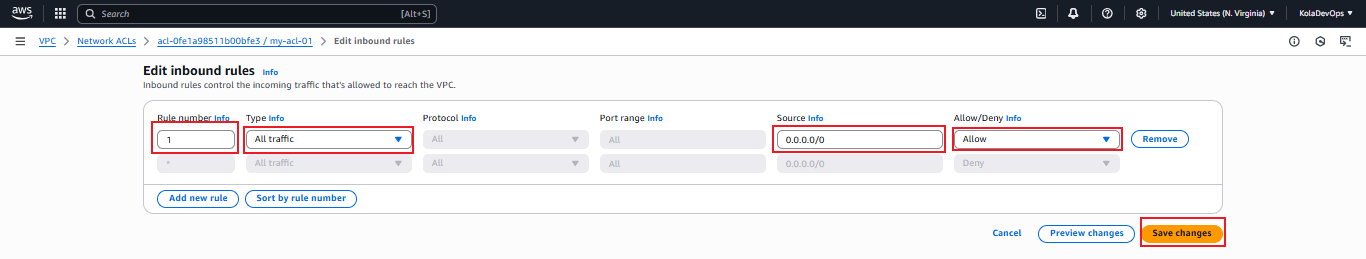 aws Search [Alt+S] United States (N. Virginia) KolaDevOps
VPC > Network ACLs > acl-0fe1a98511b00bfe3 / my-acl-01 > Edit inbound rules
Edit inbound rules Info
Inbound rules control the incoming traffic that's allowed to reach the VPC.
Rule number Info Type Info Protocol Info Port range Info Source Info Allow/Deny Info
1 All traffic All All 0.0.0.0/0 Allow Remove
* All traffic All All 0.0.0.0/0 Deny
Add new rule Sort by rule number
Cancel Preview changes Save changes